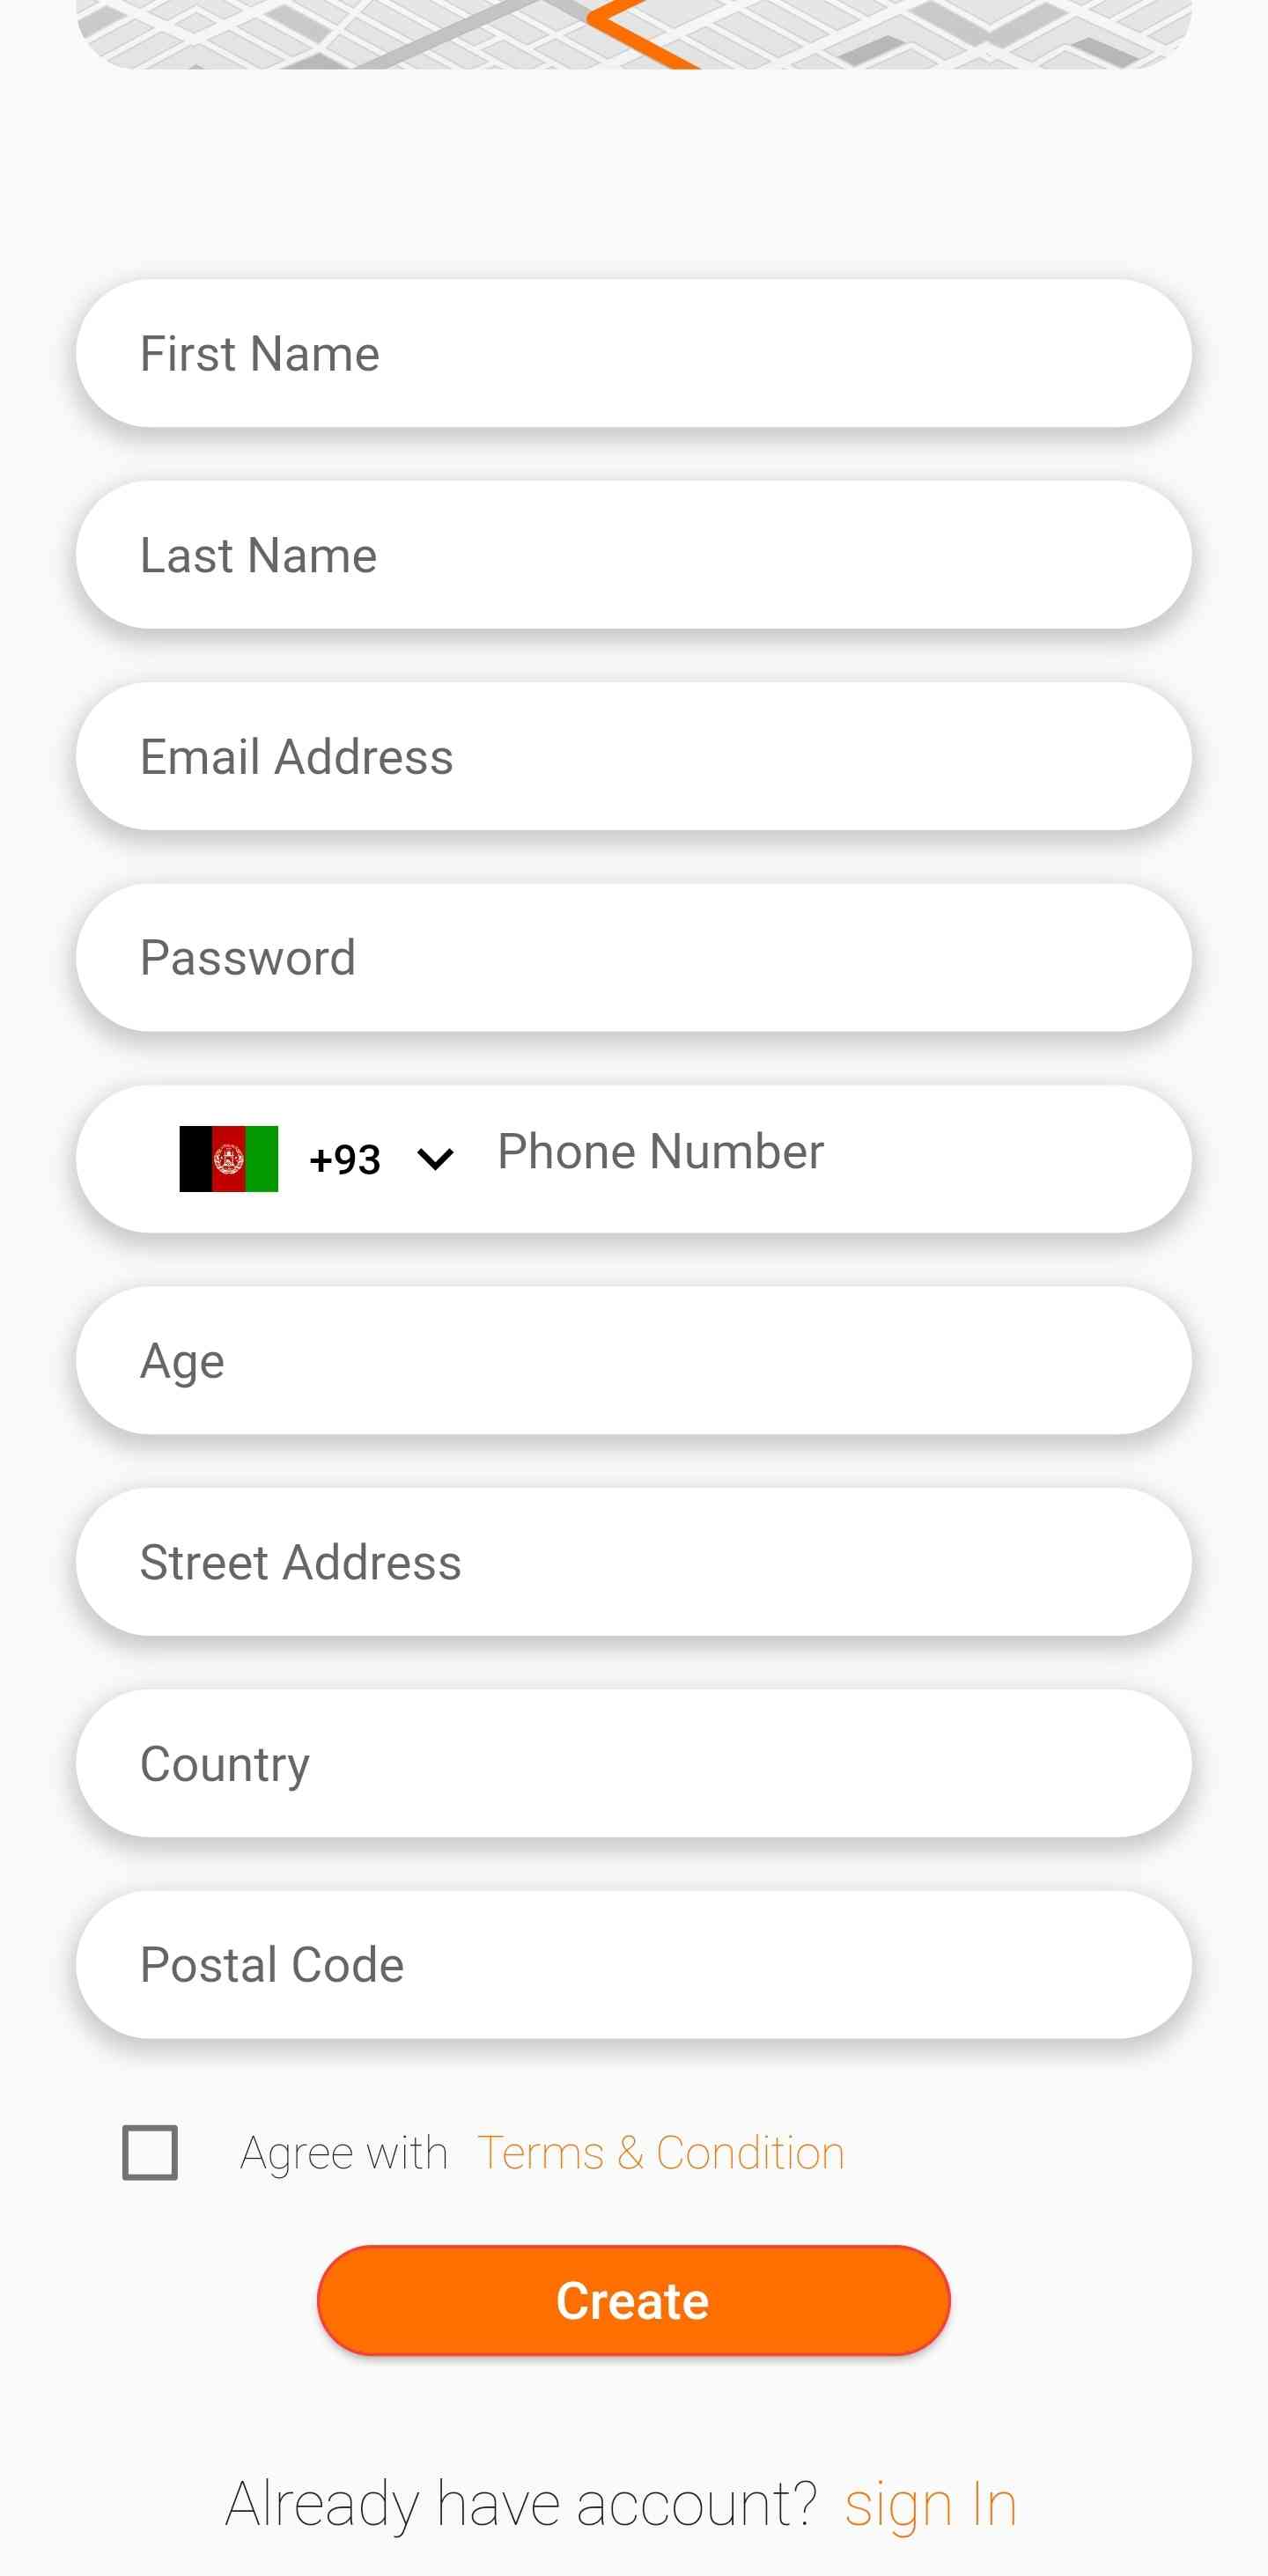 First Name
Last Name
Email Address
Password
+93 Phone Number
Age
Street Address
Country
Postal Code
Agree with Terms & Condition
Create
Already have account? sign In